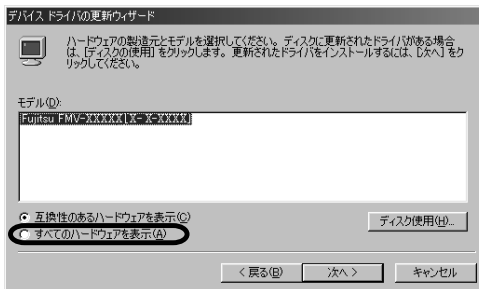 デバイス ドライバの更新ウィザード
ハードウェアの製造元とモデルを選択してください。ディスクに更新されたドライバがある場合
は、[ディスクの使用] をクリックします。更新されたドライバをインストールするには、[次へ] をク
リックしてください。
モデル(D):
Fujitsu FMV-XXXXX[X- X-XXXX]
互換性のあるハードウェアを表示(C)
すべてのハードウェアを表示(A)
ディスク使用(H)...
< 戻る(B)
次へ >
キャンセル